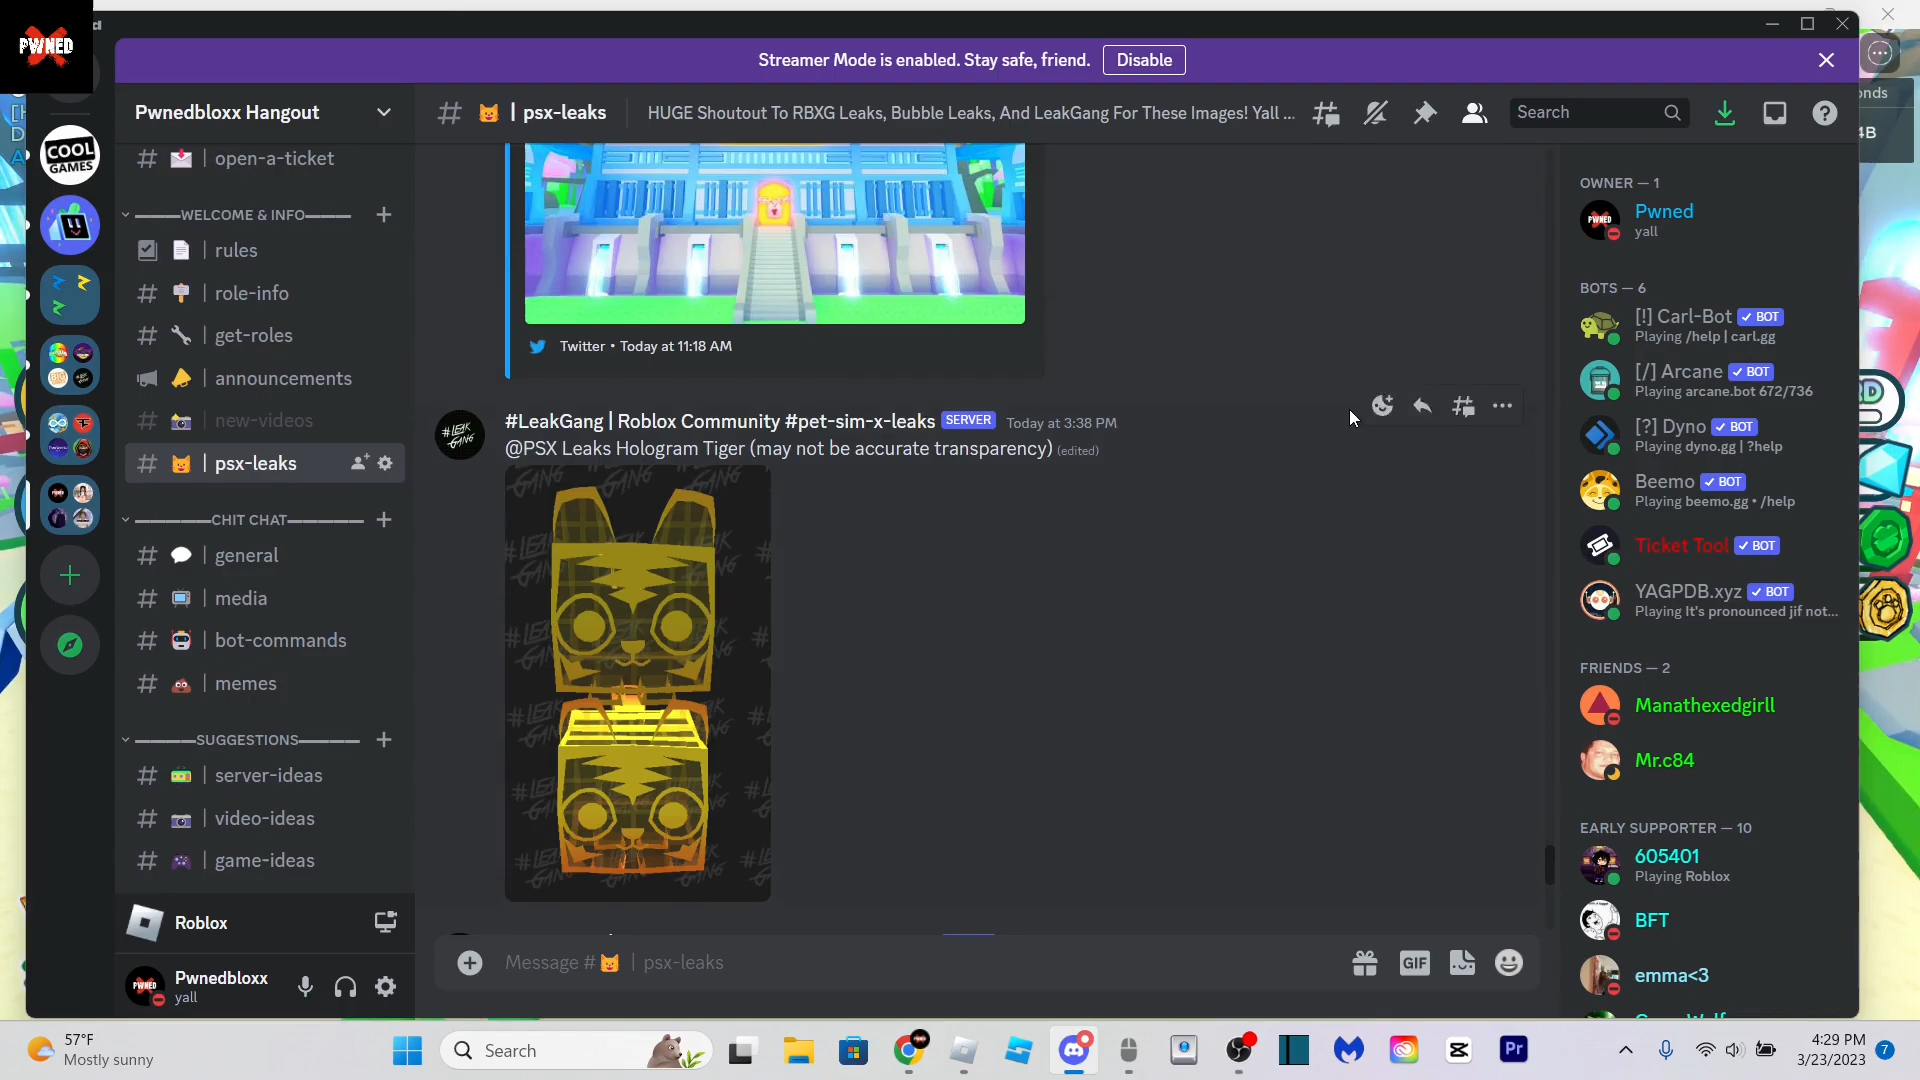 PWNED
Streamer Mode is enabled. Stay safe, friend.
Disable
Pwnedbloxx Hangout
| psx-leaks
HUGE Shoutout To RBXG Leaks, Bubble Leaks, And LeakGang For These Images! Yall ...
Search
COOL
GAMES
| open-a-ticket
WELCOME & INFO
| rules
| role-info
| get-roles
| announcements
| new-videos
| psx-leaks
CHIT CHAT
| general
| media
| bot-commands
| memes
SUGGESTIONS
| server-ideas
| video-ideas
| game-ideas
Roblox
Pwnedbloxx
yall
Twitter • Today at 11:18 AM
#LEAK
GANG
#LeakGang | Roblox Community #pet-sim-x-leaks SERVER Today at 3:38 PM
@PSX Leaks Hologram Tiger (may not be accurate transparency) (edited)
Message # | psx-leaks
GIF
OWNER — 1
Pwned
yall
BOTS — 6
[!] Carl-Bot ✓ BOT
Playing /help | carl.gg
[/] Arcane ✓ BOT
Playing arcane.bot 672/736
[?] Dyno ✓ BOT
Playing dyno.gg | ?help
Beemo ✓ BOT
Playing beemo.gg • /help
Ticket Tool ✓ BOT
YAGPDB.xyz ✓ BOT
Playing It's pronounced jif not...
FRIENDS — 2
Manathexedgirll
Mr.c84
EARLY SUPPORTER — 10
605401
Playing Roblox
BFT
emma<3
57°F
Mostly sunny
Search
Pr
4:29 PM
3/23/2023
7